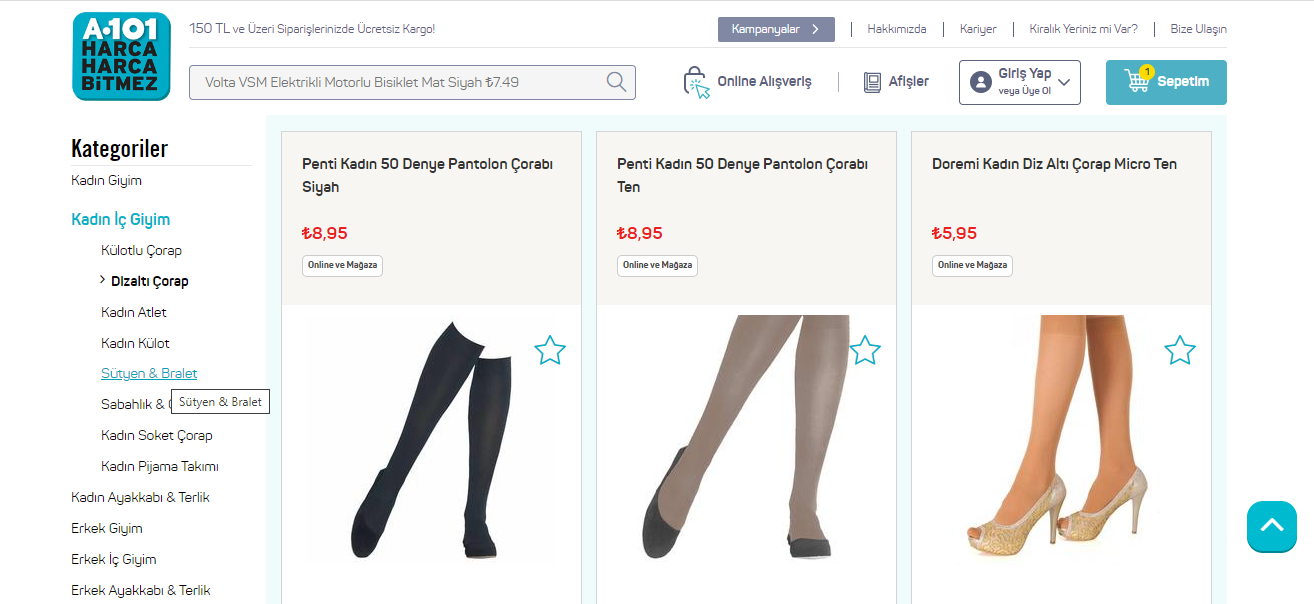 A•101
HARCA
HARCA
BİTMEZ
150 TL ve Üzeri Siparişlerinizde Ücretsiz Kargo!
Kampanyalar
Hakkımızda
Kariyer
Kiralık Yeriniz mi Var?
Bize Ulaşın
Volta VSM Elektrikli Motorlu Bisiklet Mat Siyah ₺7.49
Online Alışveriş
Afişler
Giriş Yap
veya Üye Ol
1
Sepetim
Kategoriler
Kadın Giyim
Kadın İç Giyim
Külotlu Çorap
Dizaltı Çorap
Kadın Atlet
Kadın Külot
Sütyen & Bralet
Sütyen & Bralet
Sabahlık &
Kadın Soket Çorap
Kadın Pijama Takımı
Kadın Ayakkabı & Terlik
Erkek Giyim
Erkek İç Giyim
Erkek Ayakkabı & Terlik
Penti Kadın 50 Denye Pantolon Çorabı
Siyah
₺8,95
Online ve Mağaza
Penti Kadın 50 Denye Pantolon Çorabı
Ten
₺8,95
Online ve Mağaza
Doremi Kadın Diz Altı Çorap Micro Ten
₺5,95
Online ve Mağaza